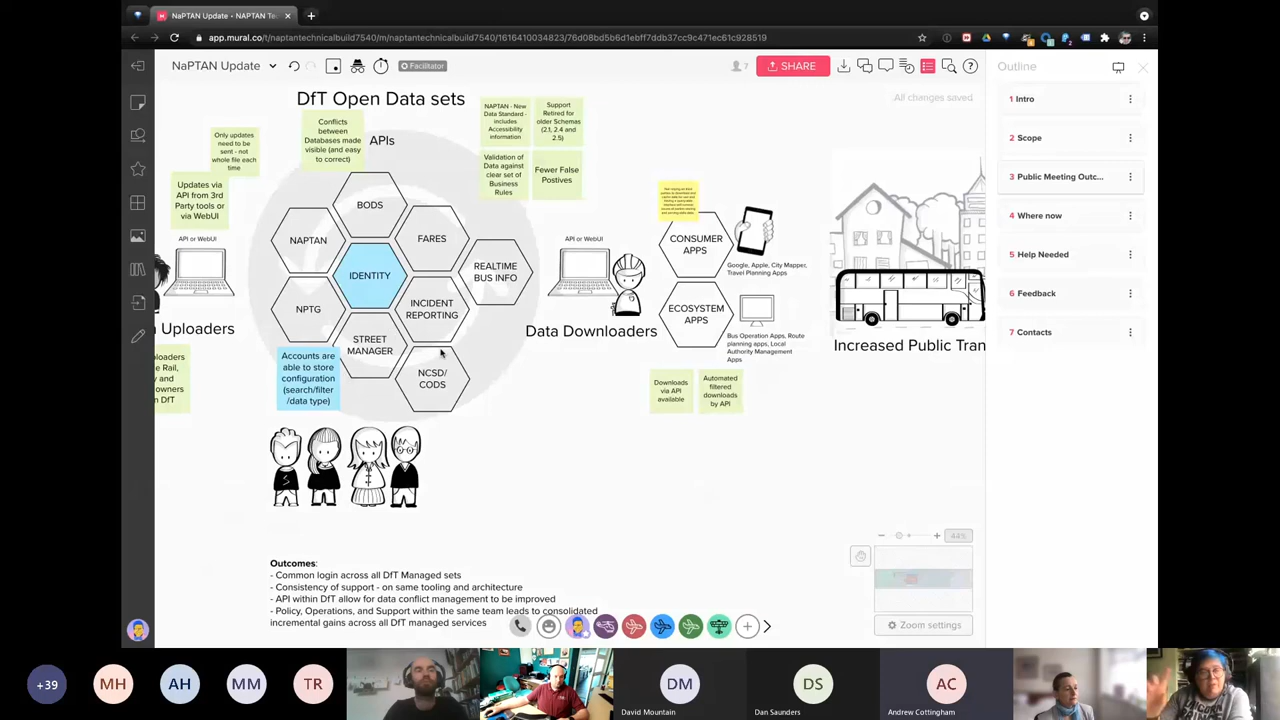 NaPTAN Update - NAPTAN Tec
app.mural.co/t/naptantechnicalbuild7540/m/naptantechnicalbuild7540/1616410034823/76d08bd5b6d1ebff7ddb37cc9c471ec61c928519
NaPTAN Update
Facilitator
7
SHARE
All changes saved
Outline
1 Intro
2 Scope
3 Public Meeting Outc...
4 Where now
5 Help Needed
6 Feedback
7 Contacts
DfT Open Data sets
APIs
Only updates
need to be
sent - not
whole file each
time
Conflicts
between
Databases made
visible (and easy
to correct)
NAPTAN - New
Data Standard -
includes
Accessibility
information
Support
Retired for
older Schemas
(2.1, 2.4 and
2.5)
Validation of
Data against
clear set of
Business
Rules
Fewer False
Postives
Updates via
API from 3rd
Party tools or
via WebUI
API or WebUI
Uploaders
loaders
e Rail,
y and
owners
n DfT
BODS
NAPTAN
FARES
IDENTITY
REALTIME
BUS INFO
NPTG
INCIDENT
REPORTING
STREET
MANAGER
NCSD/
CODS
Accounts are
able to store
configuration
(search/filter
/data type)
API or WebUI
Data Downloaders
CONSUMER
APPS
Google, Apple, City Mapper,
Travel Planning Apps
ECOSYSTEM
APPS
Bus Operation Apps, Route
planning apps, Local
Authority Management
Apps
Downloads
via API
available
Automated
filtered
downloads
by API
Increased Public Tran
Outcomes:
- Common login across all DfT Managed sets
- Consistency of support - on same tooling and architecture
- API within DfT allow for data conflict management to be improved
- Policy, Operations, and Support within the same team leads to consolidated
incremental gains across all DfT managed services
44%
Zoom settings
+39
MH
AH
MM
TR
DM
David Mountain
DS
Dan Saunders
AC
Andrew Cottingham